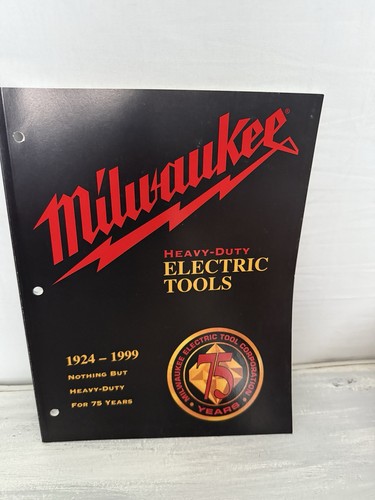 Milwaukee®
HEAVY-DUTY
ELECTRIC
TOOLS
1924 – 1999
NOTHING BUT
HEAVY-DUTY
FOR 75 YEARS
MILWAUKEE ELECTRIC TOOL CORPORATION
75
YEARS